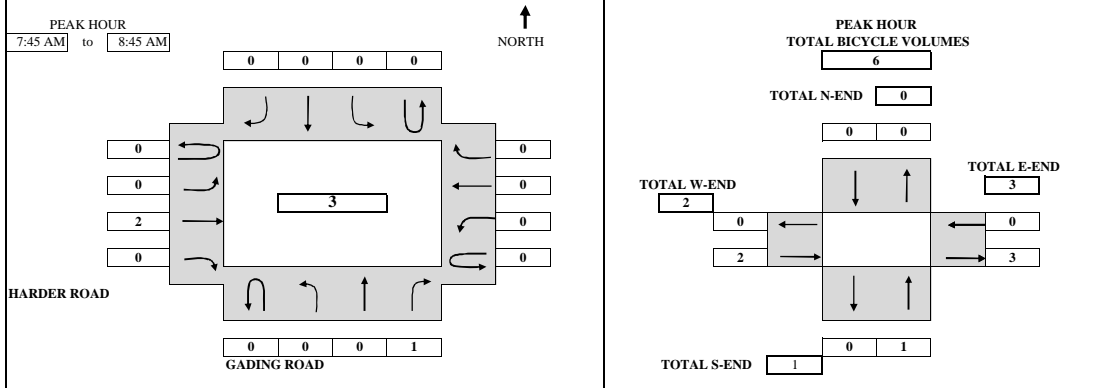 PEAK HOUR
7:45 AM to 8:45 AM
NORTH
0 0 0 0
0 0
0 0
3
2 0
0 0
HARDER ROAD
0 0 0 1
GADING ROAD
PEAK HOUR
TOTAL BICYCLE VOLUMES
6
TOTAL N-END 0
0 0
TOTAL E-END
3
TOTAL W-END
2
0 0
2 3
0 1
TOTAL S-END 1